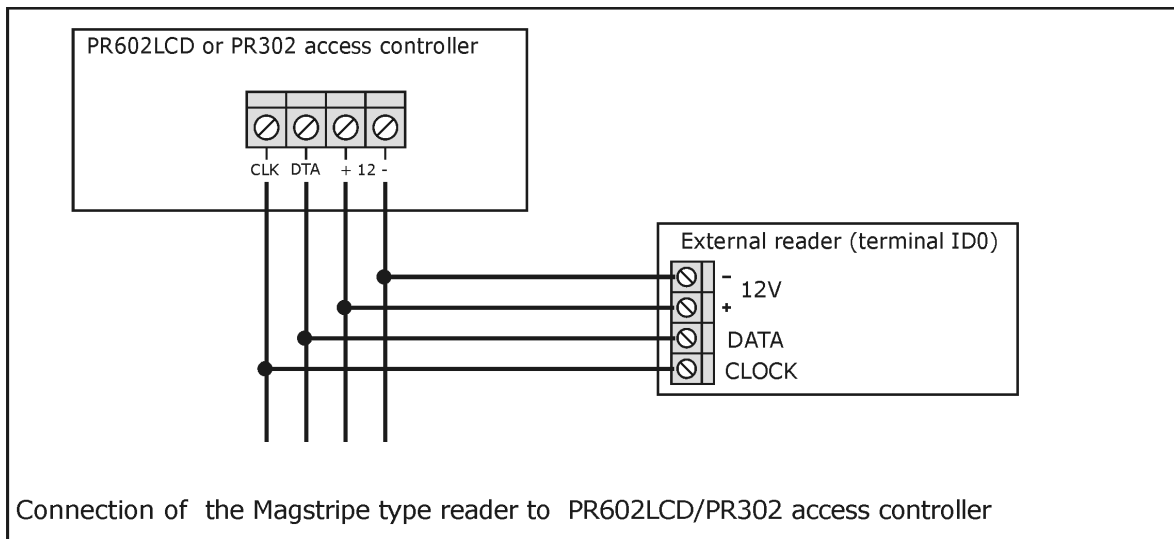 PR602LCD or PR302 access controller
CLK DTA + 12 -
External reader (terminal ID0)
-
12V
+
DATA
CLOCK
Connection of the Magstripe type reader to PR602LCD/PR302 access controller